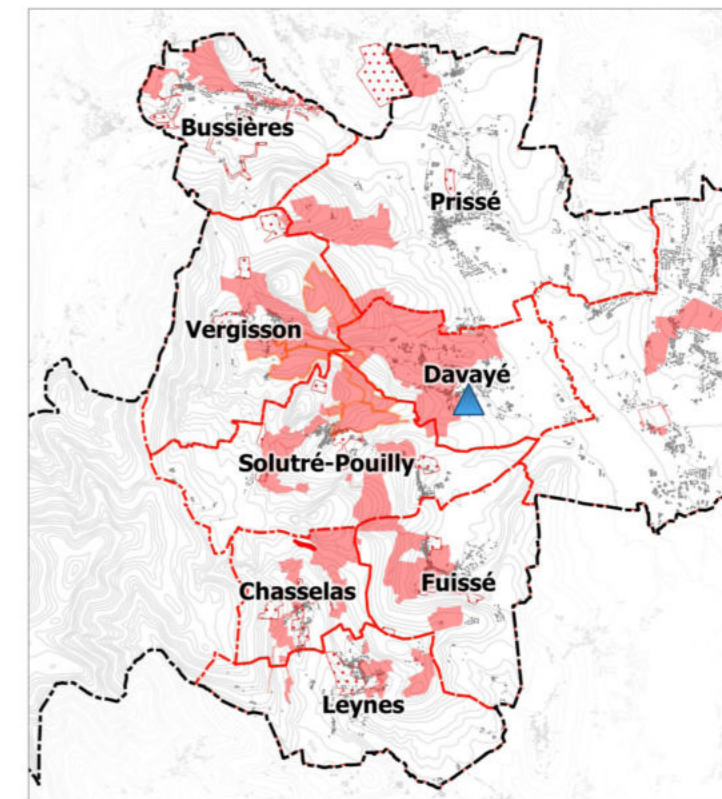 Bussières
Prissé
Vergisson
Davayé
Solutré-Pouilly
Chasselas
Fuissé
Leynes